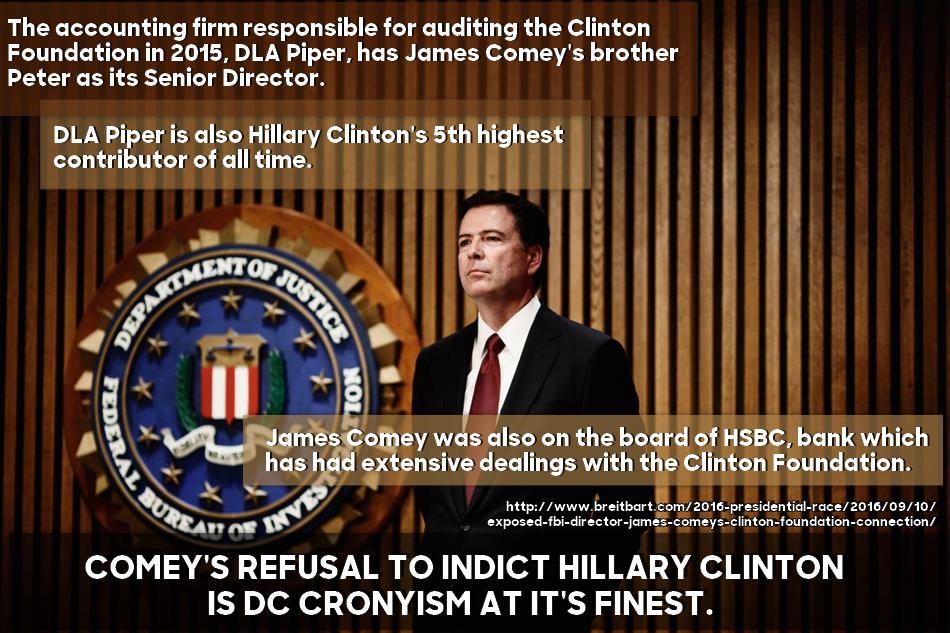 The accounting firm responsible for auditing the Clinton
Foundation in 2015, DLA Piper, has James Comey's brother
Peter as its Senior Director.
DLA Piper is also Hillary Clinton's 5th highest
contributor of all time.
DEPARTMENT OF JUSTICE
FEDERAL BUREAU OF INVES
ION
James Comey was also on the board of HSBC, bank which
has had extensive dealings with the Clinton Foundation.
http://www.breitbart.com/2016-presidential-race/2016/09/10/
exposed-fbi-director-james-comeys-clinton-foundation-connection/
COMEY'S REFUSAL TO INDICT HILLARY CLINTON
IS DC CRONYISM AT IT'S FINEST.